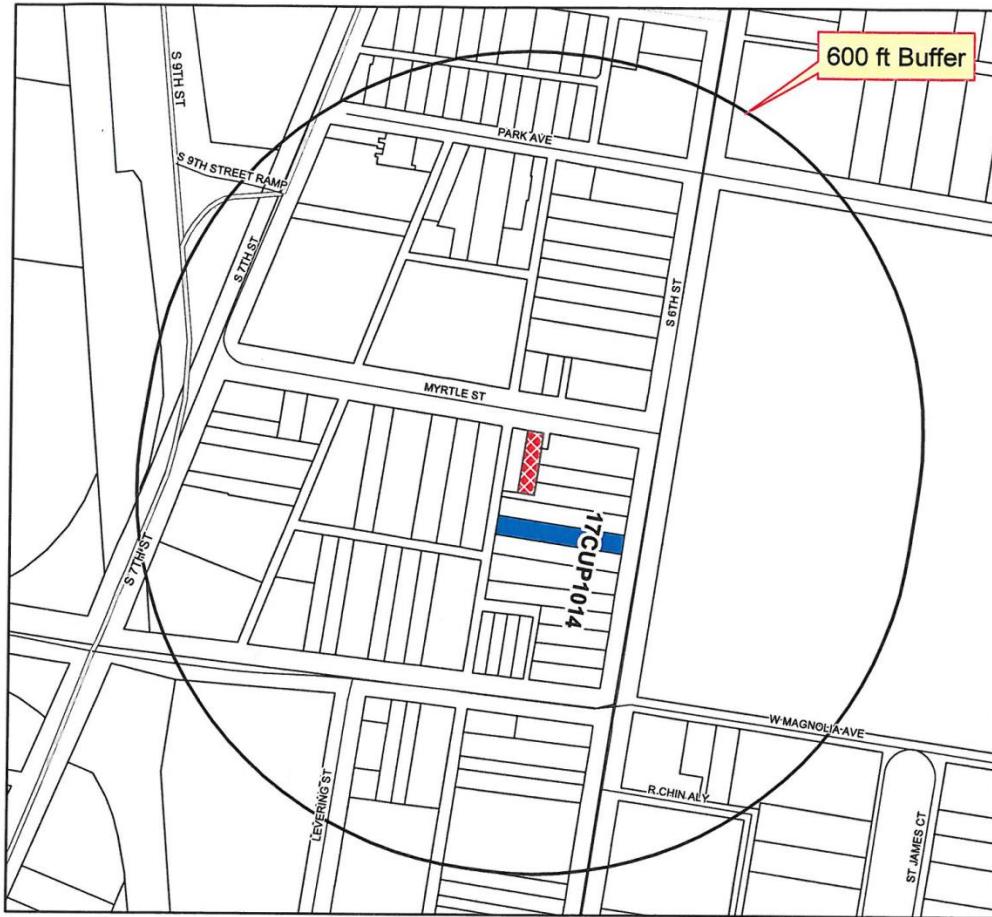 600 ft Buffer
S 9TH ST
PARK AVE
S 9TH STREET RAMP
S 7TH ST
S 6TH ST
MYRTLE ST
17CUP1014
S 7TH ST
W MAGNOLIA AVE
R.CHIN ALY
LEVERING ST
ST JAMES CT